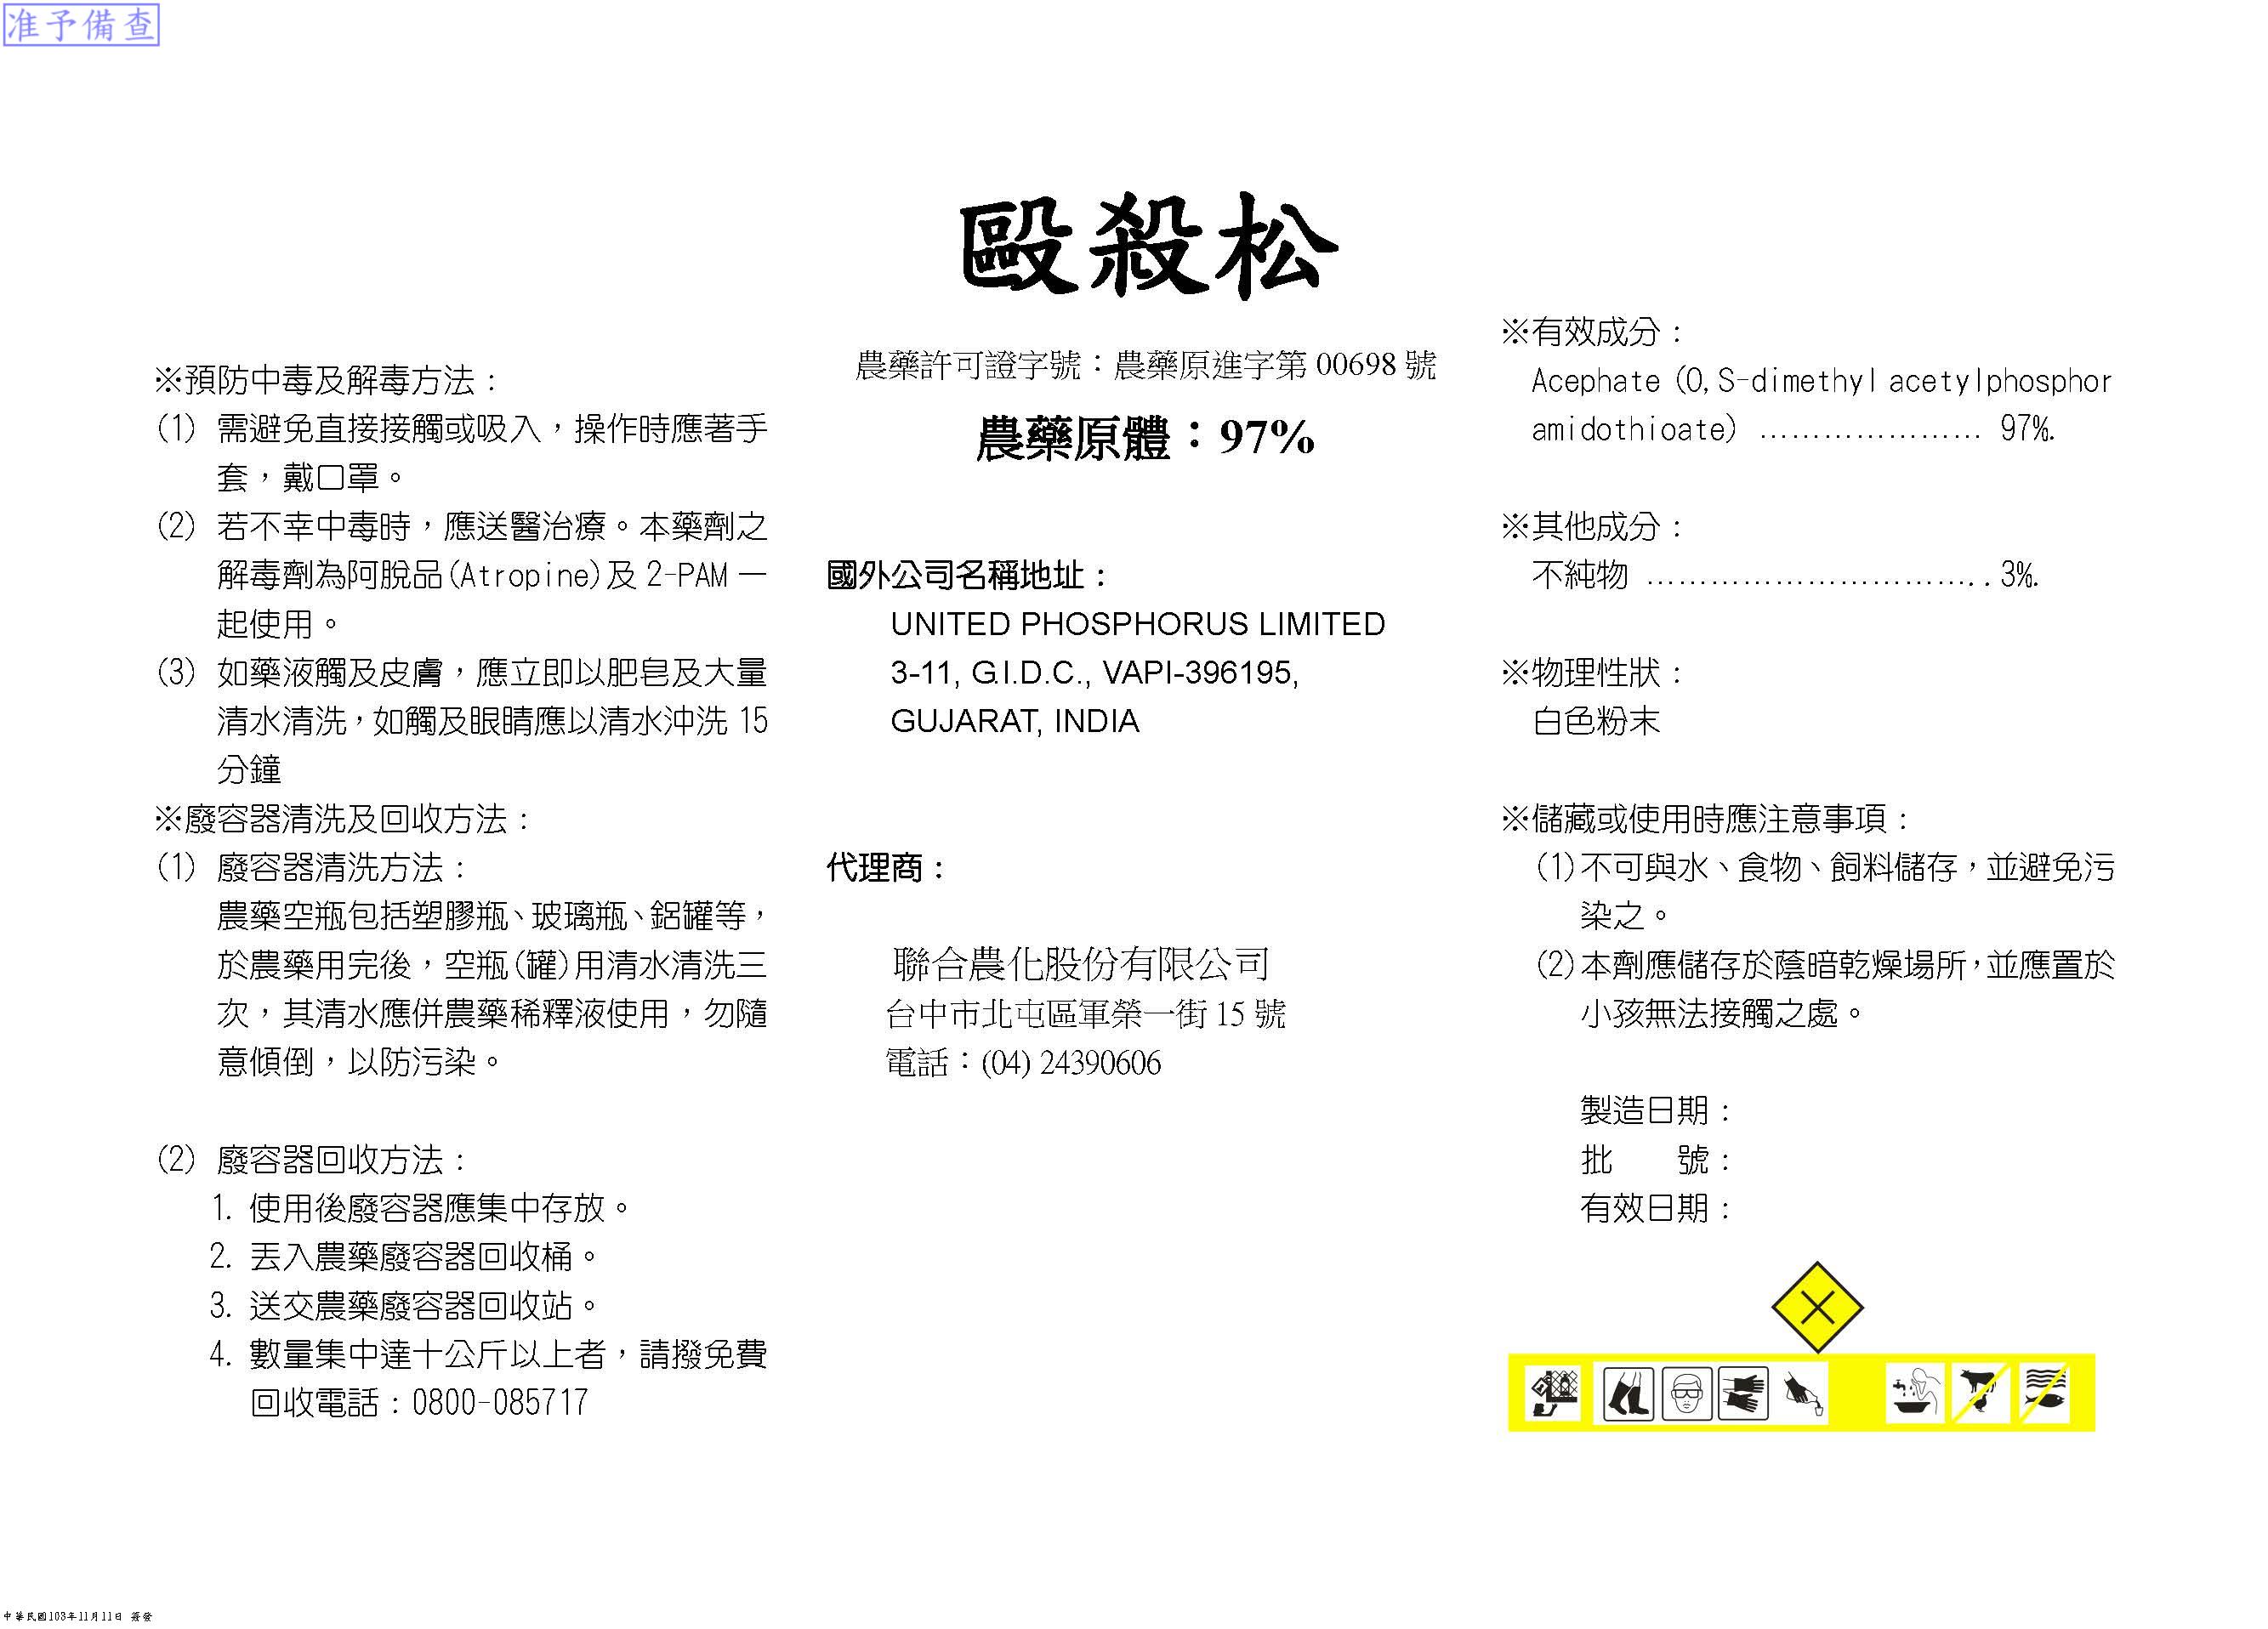 准予備查
毆殺松
農藥許可證字號：農藥原進字第 00698 號
農藥原體：97%
國外公司名稱地址：
UNITED PHOSPHORUS LIMITED
3-11, G.I.D.C., VAPI-396195,
GUJARAT, INDIA
代理商：
聯合農化股份有限公司
台中市北屯區軍榮一街 15 號
電話：(04) 24390606
※預防中毒及解毒方法：
(1) 需避免直接接觸或吸入，操作時應著手
套，戴口罩。
(2) 若不幸中毒時，應送醫治療。本藥劑之
解毒劑為阿脫品(Atropine)及 2-PAM 一
起使用。
(3) 如藥液觸及皮膚，應立即以肥皂及大量
清水清洗，如觸及眼睛應以清水沖洗 15
分鐘
※廢容器清洗及回收方法：
(1) 廢容器清洗方法：
農藥空瓶包括塑膠瓶、玻璃瓶、鋁罐等，
於農藥用完後，空瓶(罐)用清水清洗三
次，其清水應併農藥稀釋液使用，勿隨
意傾倒，以防污染。
(2) 廢容器回收方法：
1. 使用後廢容器應集中存放。
2. 丟入農藥廢容器回收桶。
3. 送交農藥廢容器回收站。
4. 數量集中達十公斤以上者，請撥免費
回收電話：0800-085717
※有效成分：
Acephate (O,S-dimethyl acetylphosphor
amidothioate) ………………… 97%.
※其他成分：
不純物 …………………………..3%.
※物理性狀：
白色粉末
※儲藏或使用時應注意事項：
(1)不可與水、食物、飼料儲存，並避免污
染之。
(2)本劑應儲存於蔭暗乾燥場所，並應置於
小孩無法接觸之處。
製造日期：
批　　號：
有效日期：
中華民國103年11月11日 簽發